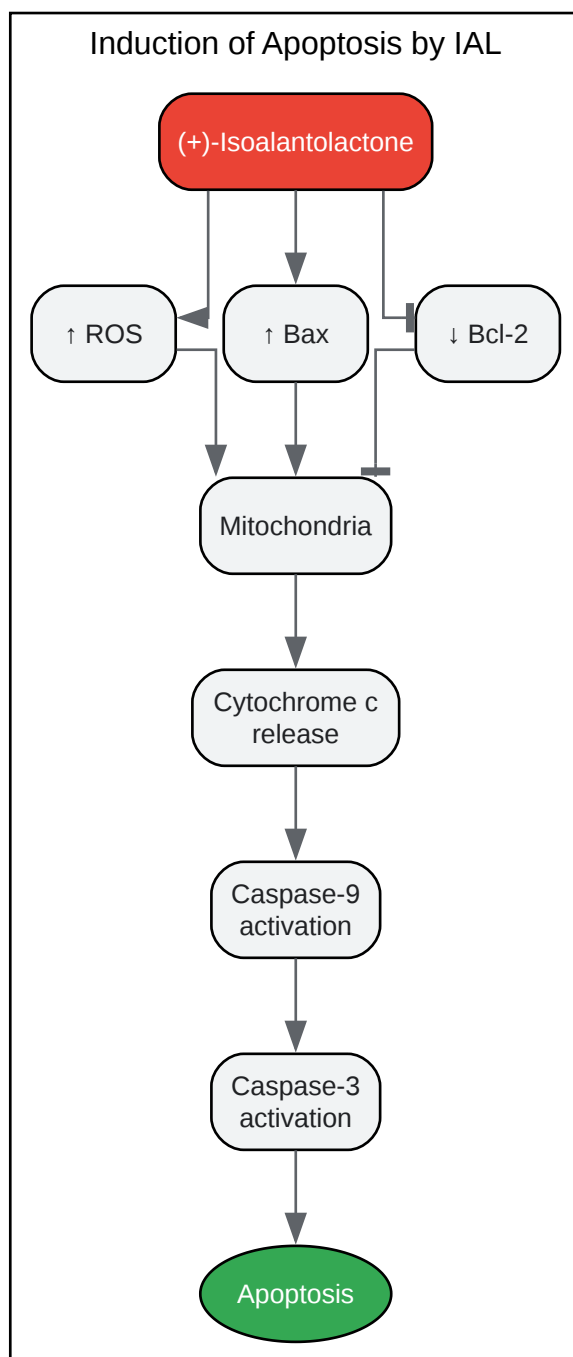 Induction of Apoptosis by IAL
(+)-Isoalantolactone
↑ ROS
↑ Bax
↓ Bcl-2
Mitochondria
Cytochrome c
release
Caspase-9
activation
Caspase-3
activation
Apoptosis